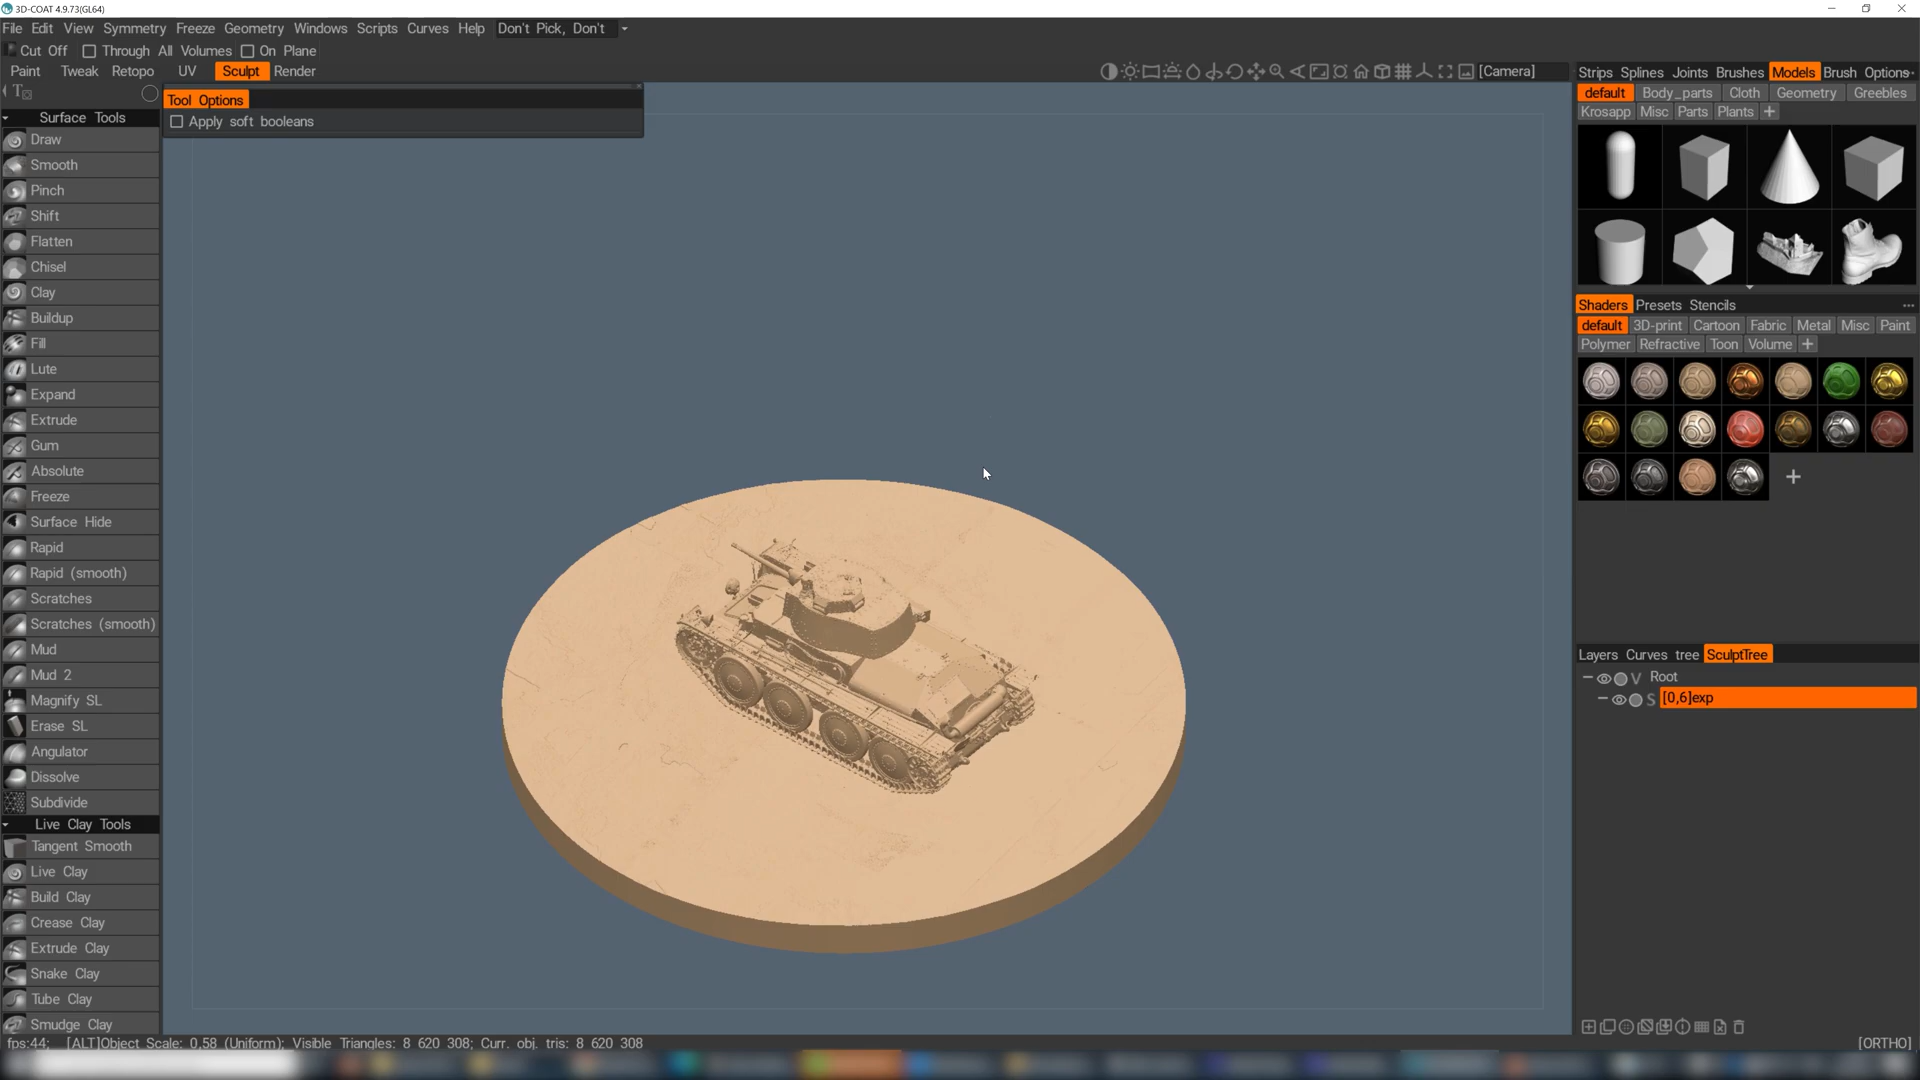 3D-COAT 4.9.73(GL64)
File Edit View Symmetry Freeze Geometry Windows Scripts Curves Help Don't Pick, Don't
Cut Off Through All Volumes On Plane
Paint Tweak Retopo UV Sculpt Render
[Camera]
Tool Options
Apply soft booleans
Surface Tools
Draw
Smooth
Pinch
Shift
Flatten
Chisel
Clay
Buildup
Fill
Lute
Expand
Extrude
Gum
Absolute
Freeze
Surface Hide
Rapid
Rapid (smooth)
Scratches
Scratches (smooth)
Mud
Mud 2
Magnify SL
Erase SL
Angulator
Dissolve
Subdivide
Live Clay Tools
Tangent Smooth
Live Clay
Build Clay
Crease Clay
Extrude Clay
Snake Clay
Tube Clay
Smudge Clay
Strips Splines Joints Brushes Models Brush Options
default Body_parts Cloth Geometry Greebles
Krosapp Misc Parts Plants +
Shaders Presets Stencils
default 3D-print Cartoon Fabric Metal Misc Paint
Polymer Refractive Toon Volume +
Layers Curves tree SculptTree
V Root
S [0,6]exp
fps:44; [ALT]Object Scale: 0,58 (Uniform); Visible Triangles: 8 620 308; Curr. obj. tris: 8 620 308
[ORTHO]